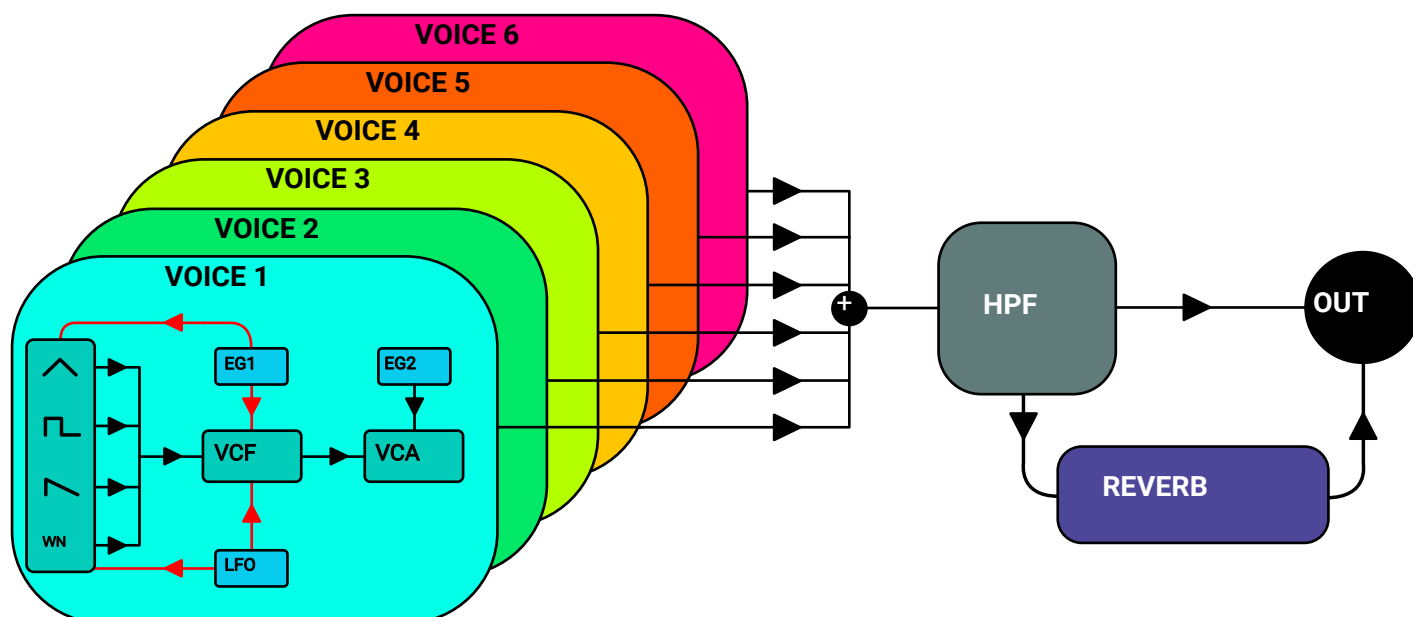 VOICE 6
VOICE 5
VOICE 4
VOICE 3
VOICE 2
VOICE 1
EG1
EG2
VCF
VCA
WN
LFO
+
HPF
OUT
REVERB